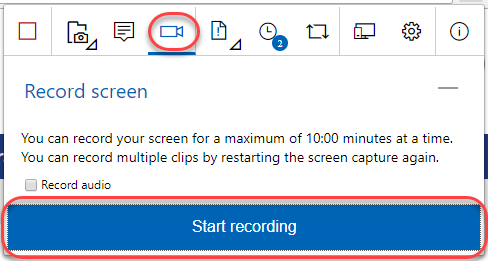 2
Record screen
You can record your screen for a maximum of 10:00 minutes at a time.
You can record multiple clips by restarting the screen capture again.
Record audio
Start recording